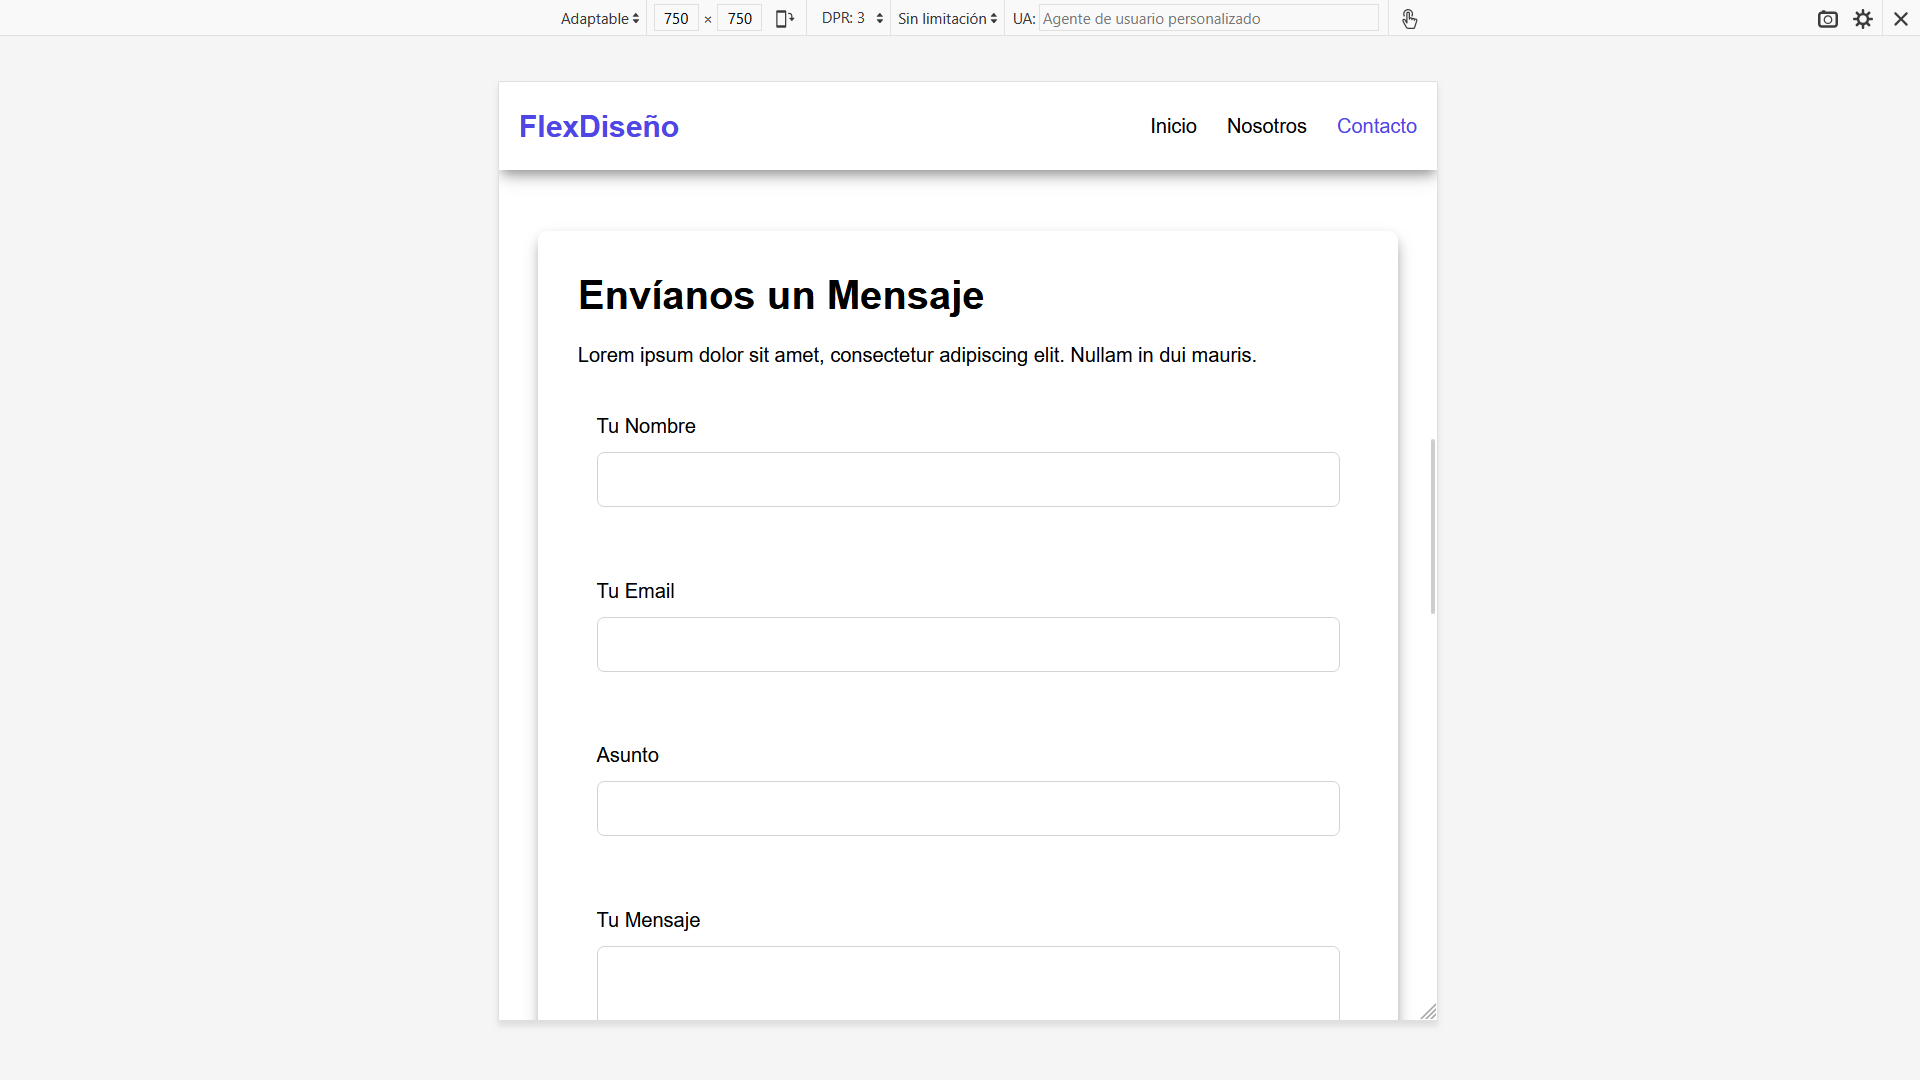 Adaptable 750 × 750 DPR: 3 Sin limitación UA: Agente de usuario personalizado
FlexDiseño Inicio Nosotros Contacto
Envíanos un Mensaje
Lorem ipsum dolor sit amet, consectetur adipiscing elit. Nullam in dui mauris.
Tu Nombre
Tu Email
Asunto
Tu Mensaje